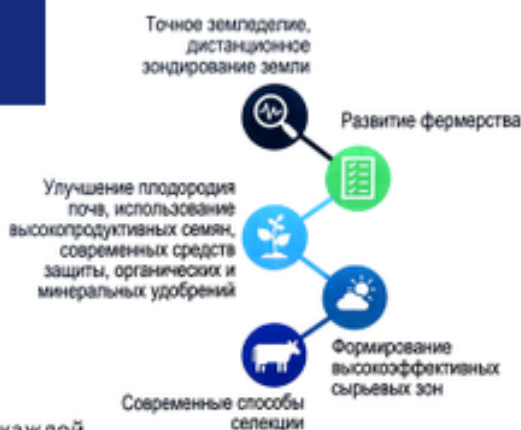 Точное земледелие,
дистанционное
зондирование земли
Развитие фермерства
Улучшение плодородия
почв, использование
высокопродуктивных семян,
современных средств
защиты, органических и
минеральных удобрений
Формирование
высокоэффективных
сырьевых зон
Современные способы
селекции